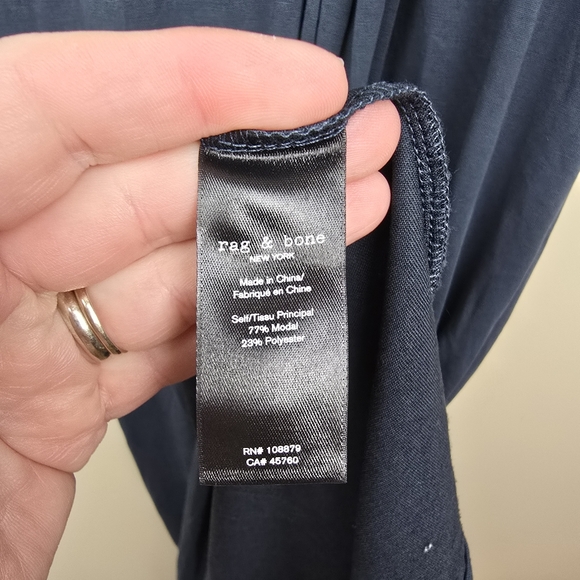 rag & bone
NEW YORK
Made in China/
Fabriqué en Chine
Self/Tissu Principal
77% Modal
23% Polyester
RN# 108879
CA# 45760